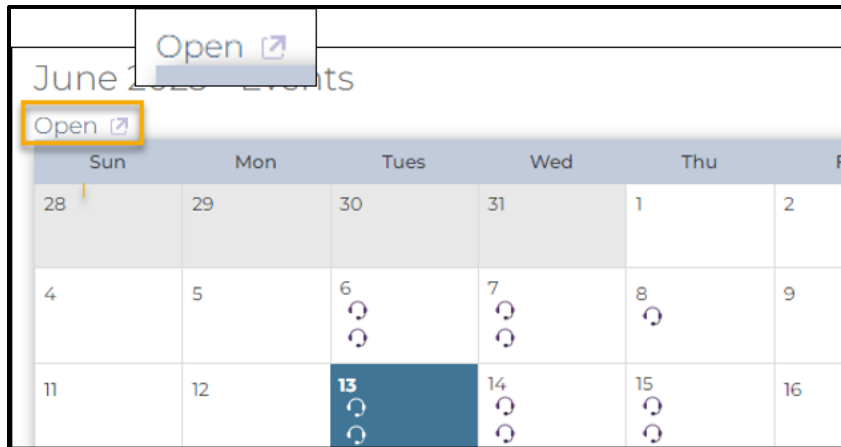 Open
June 2023 Events
Open
Sun Mon Tues Wed Thu
28 29 30 31 1 2
4 5 6 7 8 9
11 12 13 14 15 16